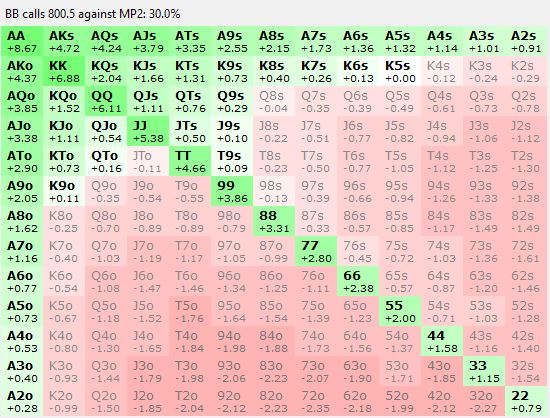 BB calls 800.5 against MP2: 30.0%
AA AKs AQs AJs ATs A9s A8s A7s A6s A5s A4s A3s A2s
+8.67 +4.72 +4.24 +3.79 +3.35 +2.55 +2.15 +1.73 +1.36 +1.32 +1.14 +1.01 +0.91
AKo KK KQs KJs KTs K9s K8s K7s K6s K5s K4s K3s K2s
+4.37 +6.88 +2.04 +1.66 +1.31 +0.73 +0.40 +0.26 +0.13 +0.00 -0.12 -0.24 -0.29
AQo KQo QQ QJs QTs Q9s Q8s Q7s Q6s Q5s Q4s Q3s Q2s
+3.85 +1.52 +6.11 +1.11 +0.76 +0.29 -0.04 -0.35 -0.39 -0.49 -0.61 -0.73 -0.78
AJo KJo QJo JJ JTs J9s J8s J7s J6s J5s J4s J3s J2s
+3.38 +1.11 +0.54 +5.38 +0.50 +0.10 -0.22 -0.51 -0.77 -0.82 -0.94 -1.06 -1.12
ATo KTo QTo JTo TT T9s T8s T7s T6s T5s T4s T3s T2s
+2.90 +0.73 +0.16 -0.11 +4.66 +0.09 -0.23 -0.50 -0.77 -1.05 -1.12 -1.25 -1.30
A9o K9o Q9o J9o T9o 99 98s 97s 96s 95s 94s 93s 92s
+2.05 +0.11 -0.35 -0.54 -0.55 +3.86 -0.13 -0.39 -0.66 -0.94 -1.26 -1.33 -1.38
A8o K8o Q8o J8o T8o 98o 88 87s 86s 85s 84s 83s 82s
+1.62 -0.25 -0.70 -0.89 -0.89 -0.79 +3.31 -0.33 -0.57 -0.85 -1.17 -1.49 -1.49
A7o K7o Q7o J7o T7o 97o 87o 77 76s 75s 74s 73s 72s
+1.16 -0.40 -1.03 -1.19 -1.17 -1.05 -0.99 +2.80 -0.45 -0.72 -1.03 -1.36 -1.61
A6o K6o Q6o J6o T6o 96o 86o 76o 66 65s 64s 63s 62s
+0.77 -0.54 -1.08 -1.47 -1.46 -1.34 -1.25 -1.11 +2.38 -0.57 -0.87 -1.20 -1.46
A5o K5o Q5o J5o T5o 95o 85o 75o 65o 55 54s 53s 52s
+0.73 -0.67 -1.18 -1.52 -1.76 -1.64 -1.54 -1.39 -1.23 +2.00 -0.71 -1.03 -1.28
A4o K4o Q4o J4o T4o 94o 84o 74o 64o 54o 44 43s 42s
+0.53 -0.80 -1.30 -1.65 -1.84 -1.98 -1.88 -1.73 -1.56 -1.37 +1.58 -1.16 -1.40
A3o K3o Q3o J3o T3o 93o 83o 73o 63o 53o 43o 33 32s
+0.40 -0.93 -1.44 -1.79 -1.98 -2.06 -2.23 -2.07 -1.90 -1.71 -1.85 +1.15 -1.54
A2o K2o Q2o J2o T2o 92o 82o 72o 62o 52o 42o 32o 22
+0.28 -0.99 -1.50 -1.85 -2.04 -2.12 -2.23 -2.35 -2.18 -1.99 -2.12 -2.27 +0.79